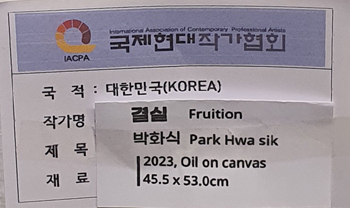 International Association of Contemporary Professional Artists
국제현대작가협회
IACPA
국 적 : 대한민국(KOREA)
작가명
결실 Fruition
제 목
박화식 Park Hwa sik
2023, Oil on canvas
재 료
45.5 x 53.0cm